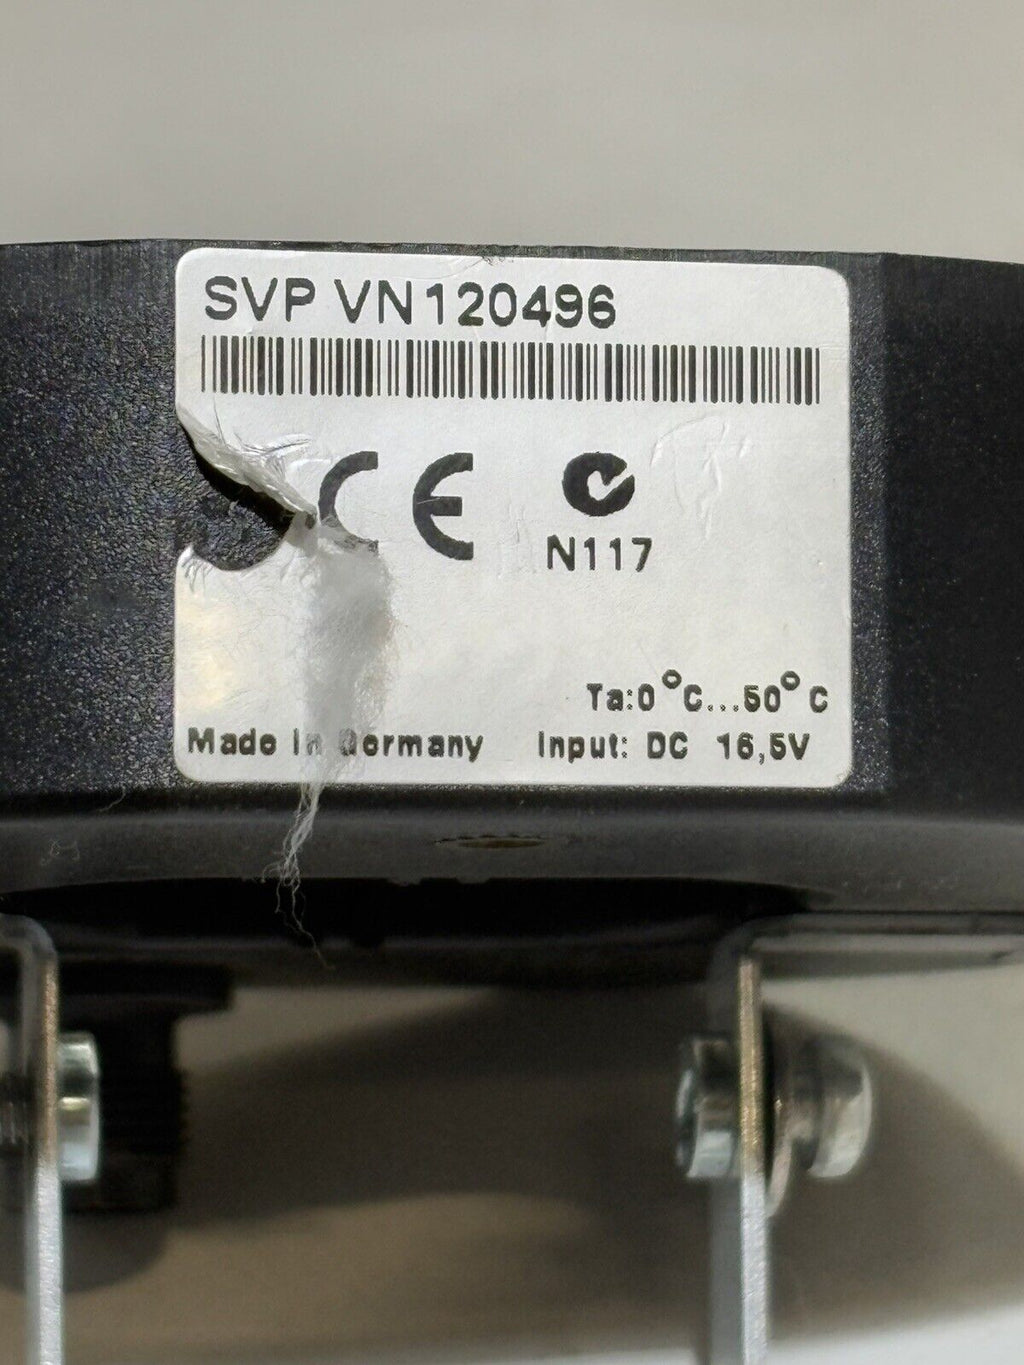 SVP VN120496
CE
N117
Ta:0°C...50°C
Made in Germany Input: DC 16,5V